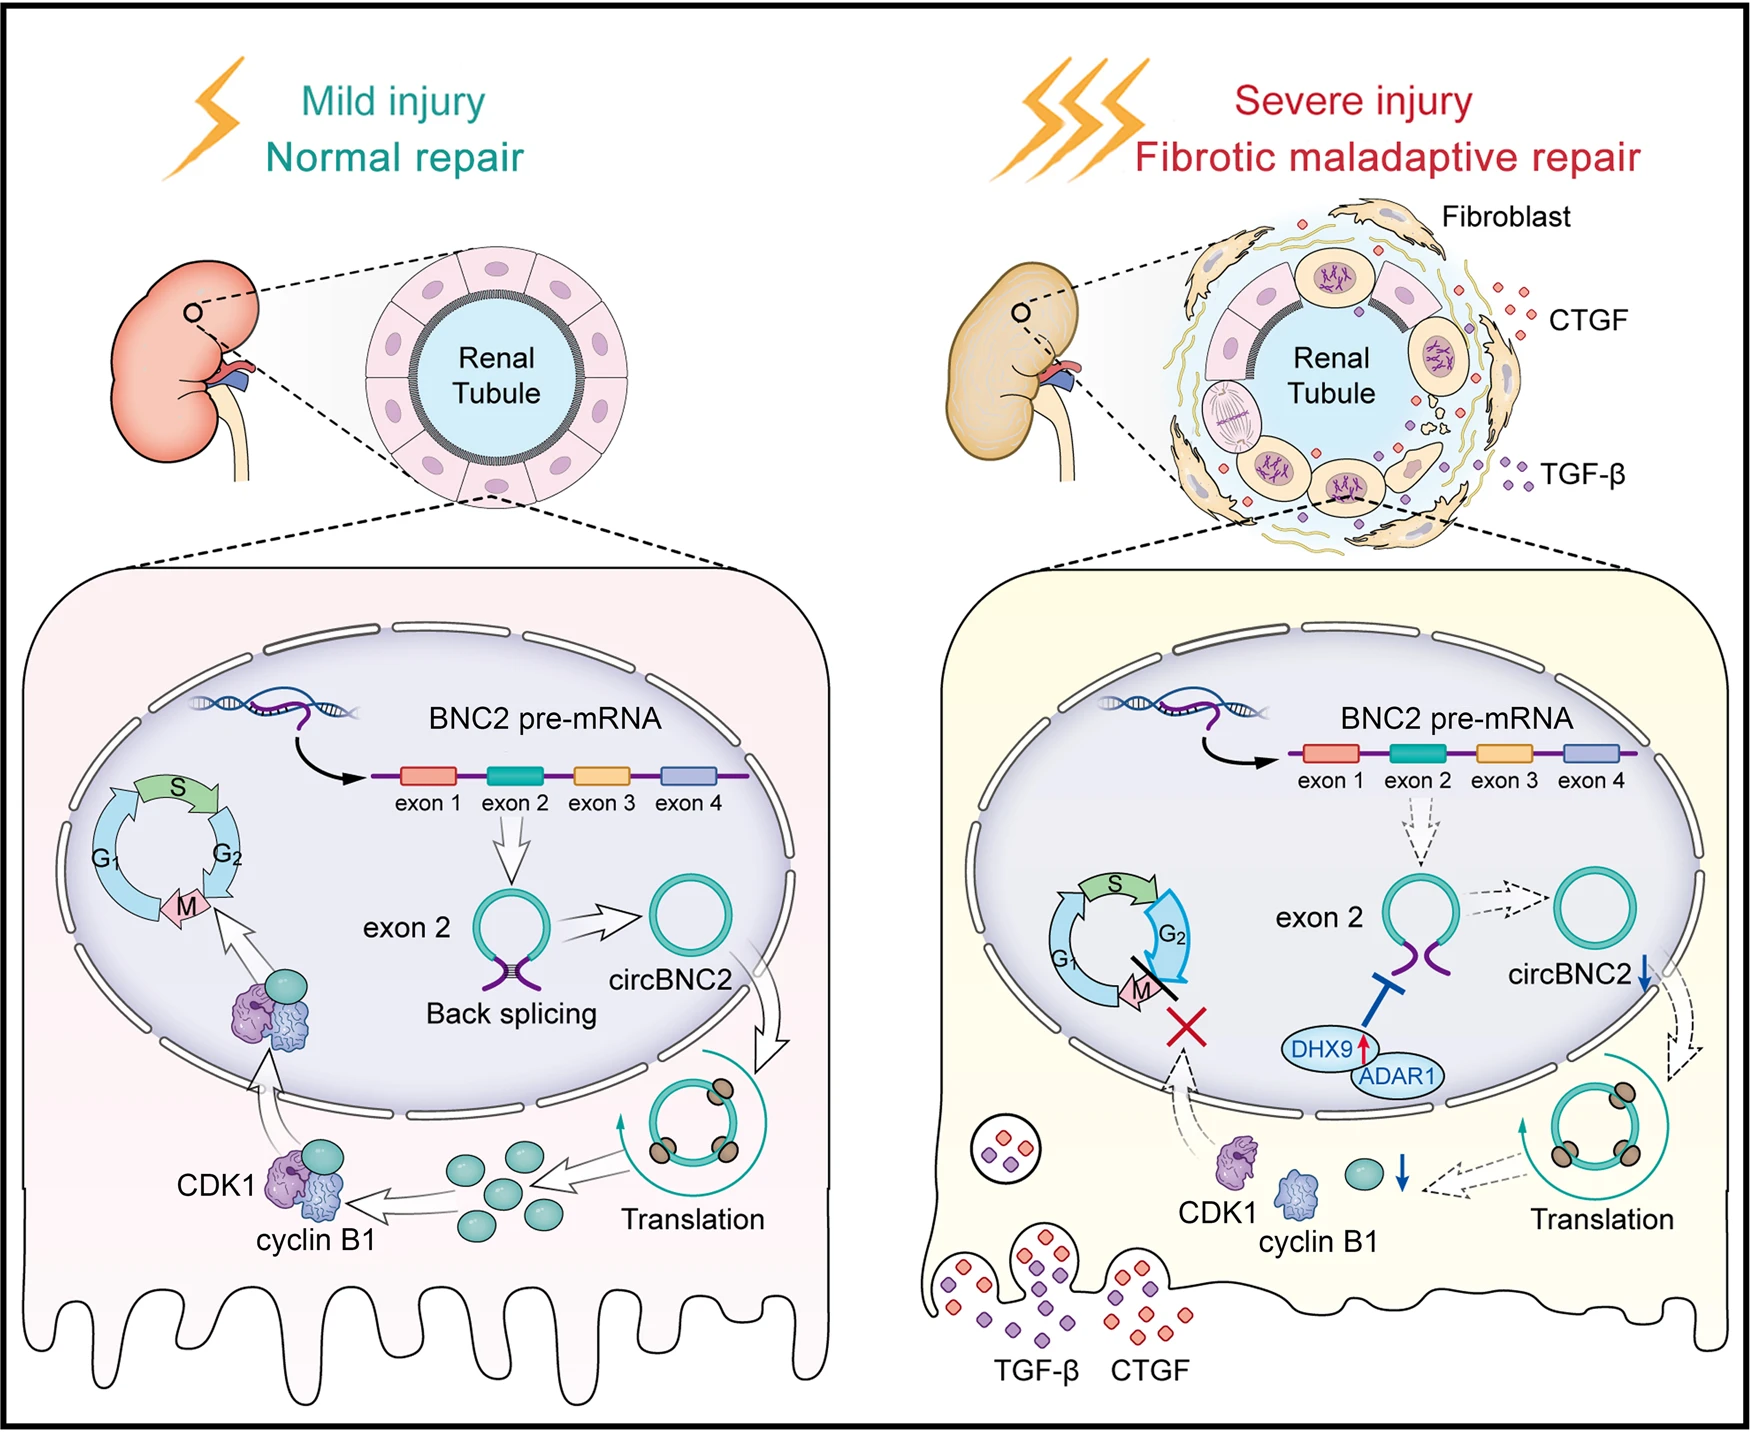 Mild injury
Normal repair
Renal
Tubule
BNC2 pre-mRNA
exon 1 exon 2 exon 3 exon 4
S
G1
G2
M
exon 2
circBNC2
Back splicing
CDK1
cyclin B1
Translation
Severe injury
Fibrotic maladaptive repair
Fibroblast
CTGF
Renal
Tubule
TGF-β
BNC2 pre-mRNA
exon 1 exon 2 exon 3 exon 4
S
G1
G2
M
exon 2
circBNC2
DHX9
ADAR1
CDK1
cyclin B1
Translation
TGF-β CTGF